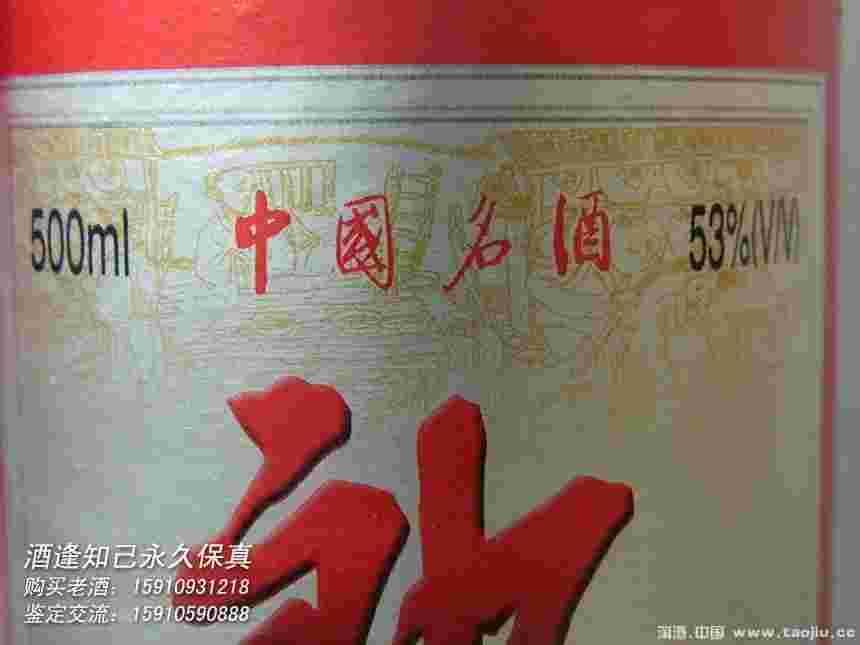 500ml 中國名酒 53%(V/V)
酒逢知己永久保真
购买老酒：15910931218
鉴定交流：15910590888
淘酒.中国 www.taojiu.cc